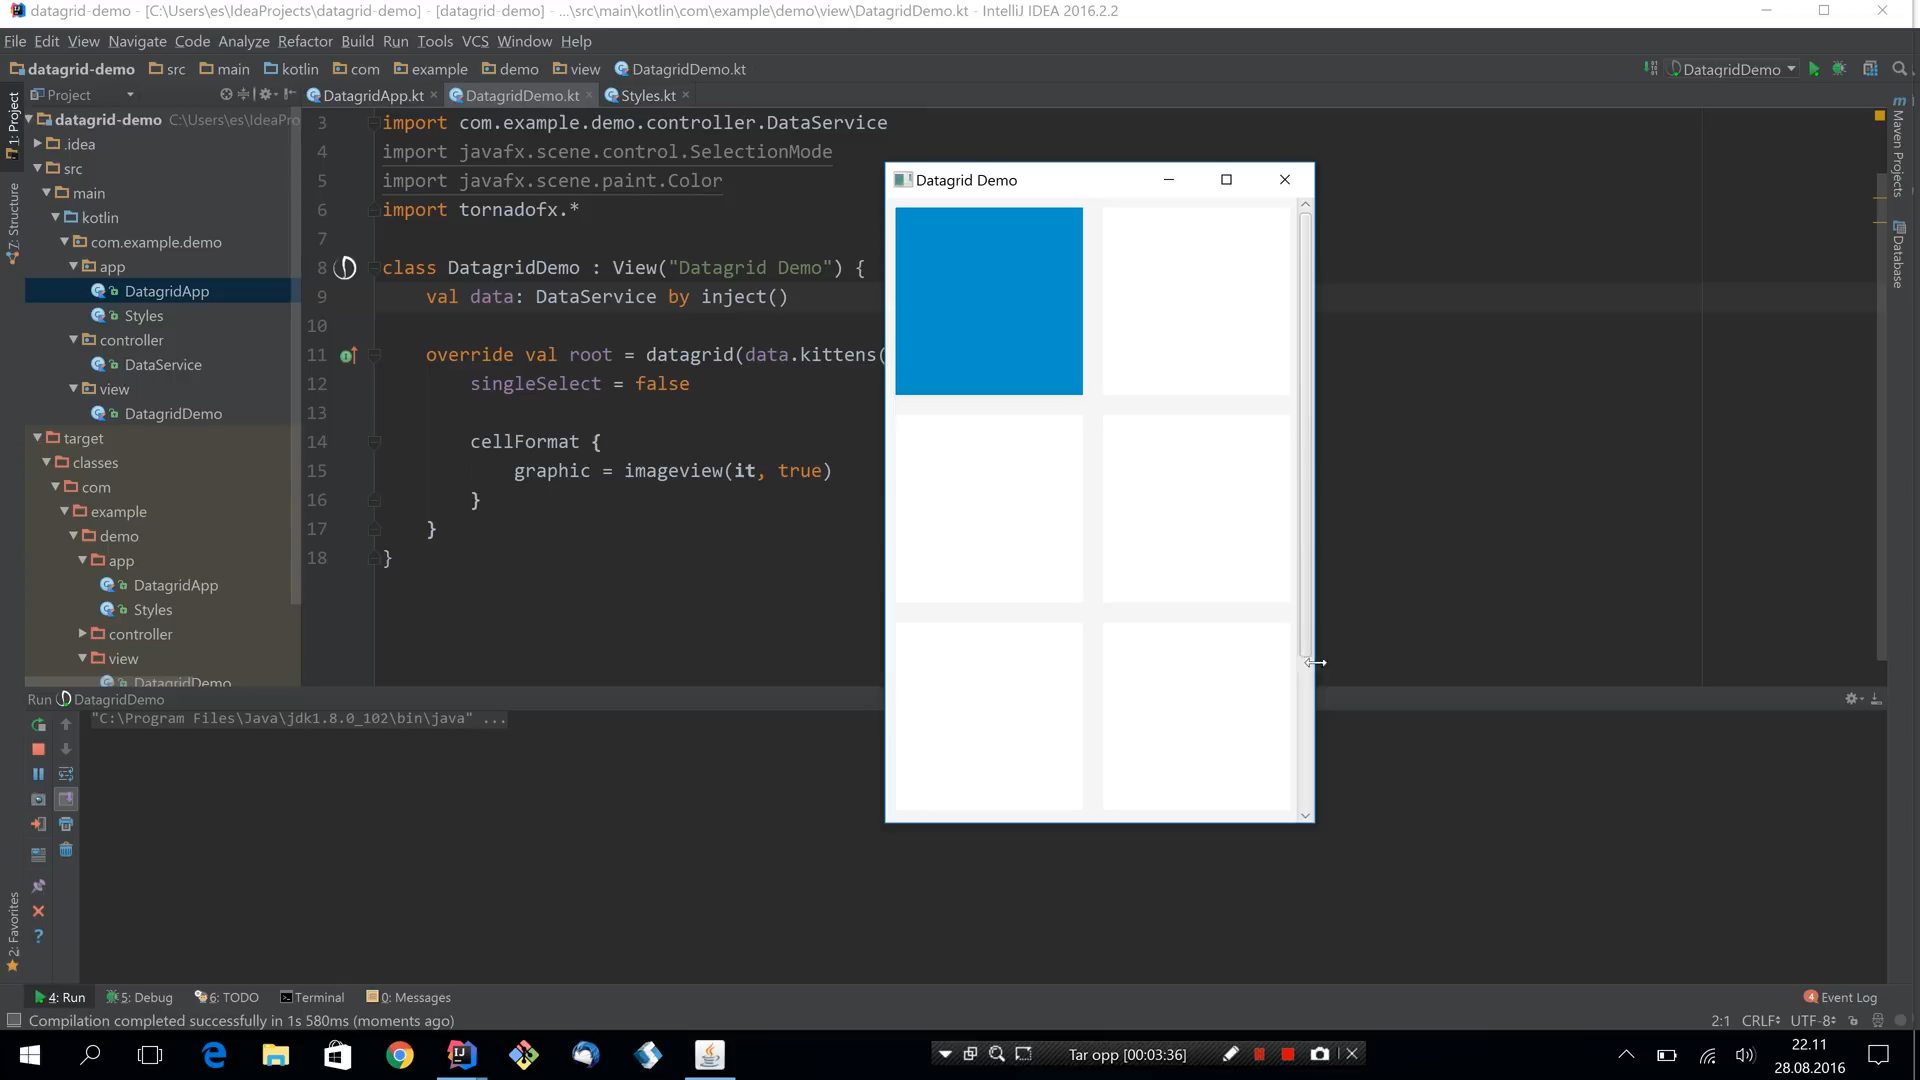 datagrid-demo - [C:\Users\es\IdeaProjects\datagrid-demo] - [datagrid-demo] - ...\src\main\kotlin\com\example\demo\view\DatagridDemo.kt - IntelliJ IDEA 2016.2.2
File Edit View Navigate Code Analyze Refactor Build Run Tools VCS Window Help
datagrid-demo src main kotlin com example demo view DatagridDemo.kt
DatagridDemo
Project
DatagridApp.kt DatagridDemo.kt Styles.kt
1: Project
7: Structure
2: Favorites
datagrid-demo C:\Users\es\IdeaPro
.idea
src
main
kotlin
com.example.demo
app
DatagridApp
Styles
controller
DataService
view
DatagridDemo
target
classes
com
example
demo
app
DatagridApp
Styles
controller
view
DatagridDemo
3 import com.example.demo.controller.DataService
4 import javafx.scene.control.SelectionMode
5 import javafx.scene.paint.Color
6 import tornadofx.*
7
8 class DatagridDemo : View("Datagrid Demo") {
9 val data: DataService by inject()
10
11 override val root = datagrid(data.kittens(
12 singleSelect = false
13
14 cellFormat {
15 graphic = imageview(it, true)
16 }
17 }
18 }
Datagrid Demo
Maven Projects
Database
Run DatagridDemo
"C:\Program Files\Java\jdk1.8.0_102\bin\java" ...
4: Run 5: Debug 6: TODO Terminal 0: Messages
4 Event Log
Compilation completed successfully in 1s 580ms (moments ago)
2:1 CRLF UTF-8
Tar opp [00:03:36]
22.11
28.08.2016